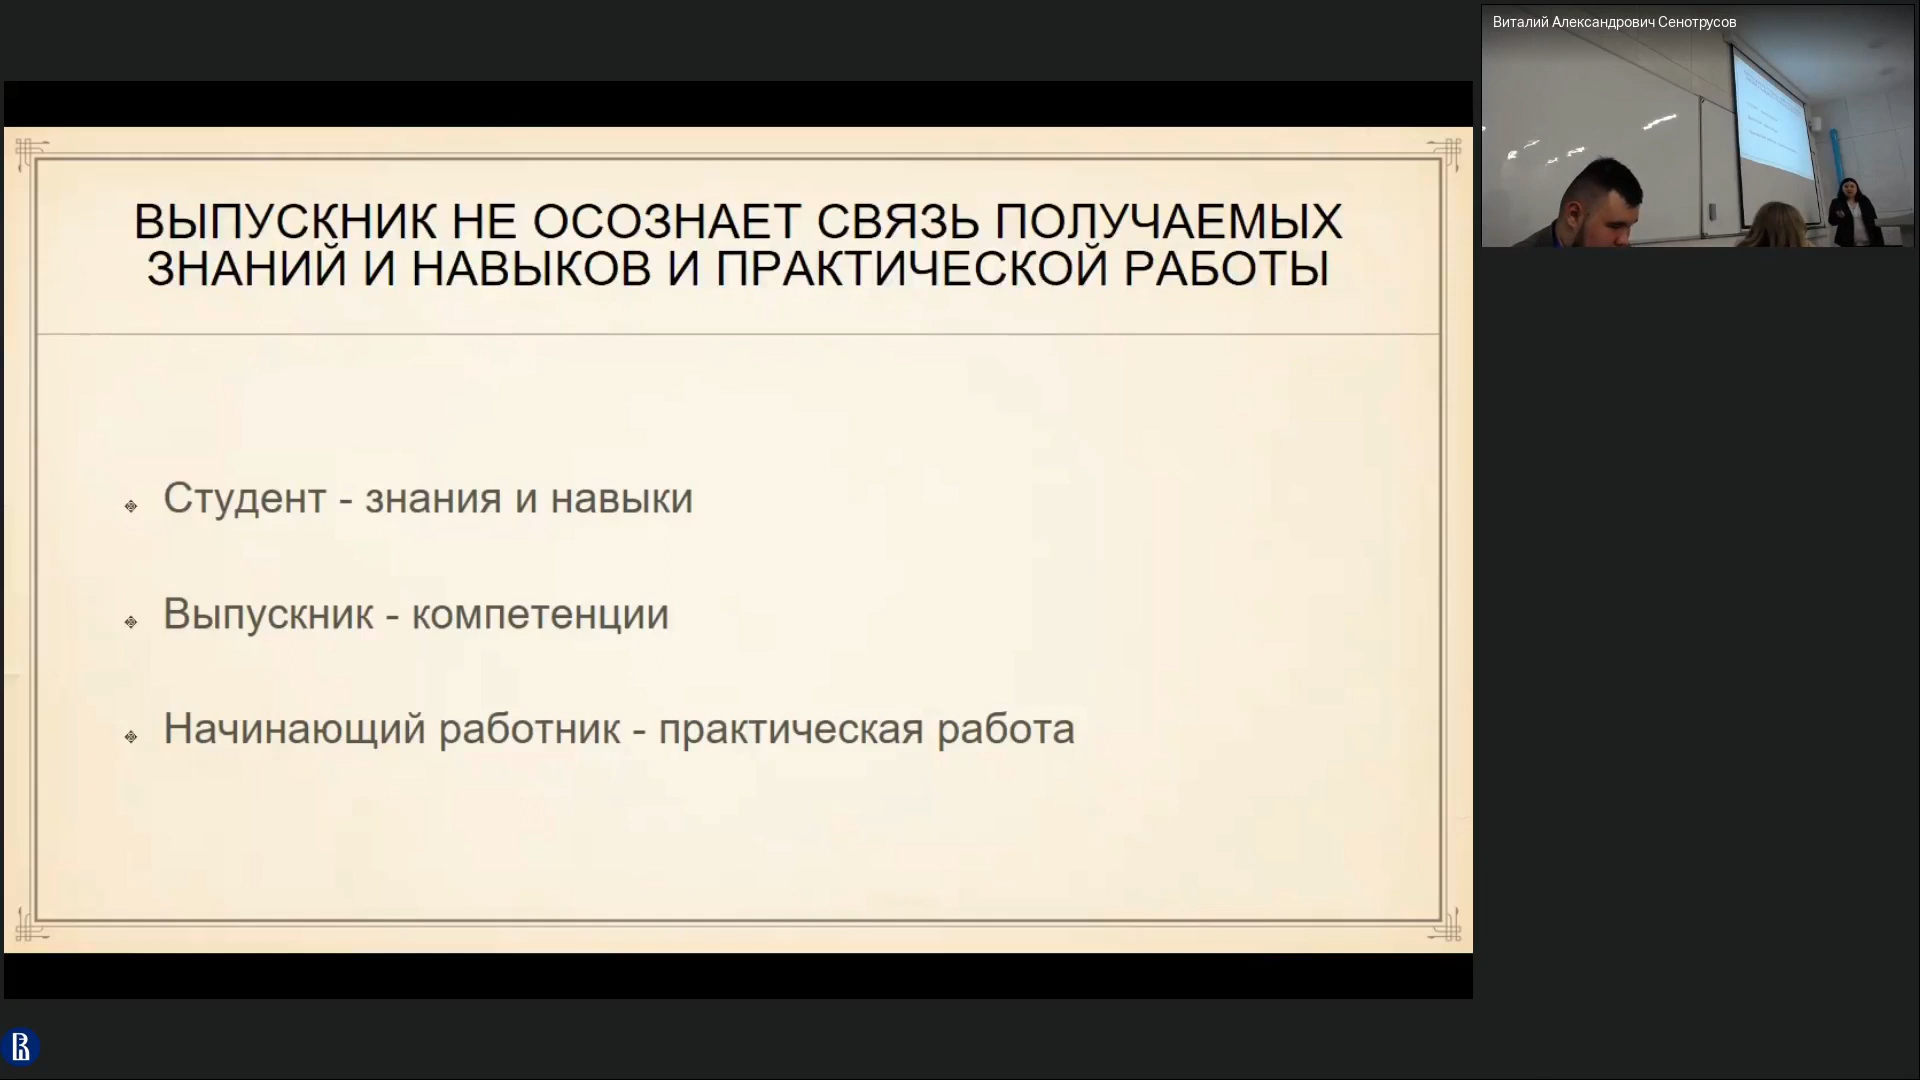 Виталий Александрович Сенотрусов
ВЫПУСКНИК НЕ ОСОЗНАЕТ СВЯЗЬ ПОЛУЧАЕМЫХ
ЗНАНИЙ И НАВЫКОВ И ПРАКТИЧЕСКОЙ РАБОТЫ
Студент - знания и навыки
Выпускник - компетенции
Начинающий работник - практическая работа